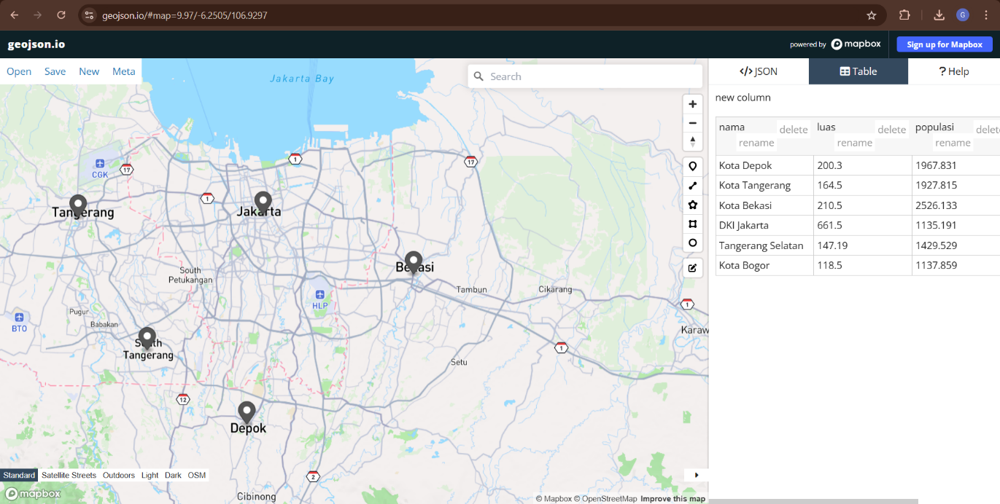 geojson.io/#map=9.97/-6.2505/106.9297
G
geojson.io
powered by mapbox
Sign up for Mapbox
Open Save New Meta
Jakarta Bay
Search
</> JSON
Table
? Help
new column
nama delete luas delete populasi delete
rename rename rename
Kota Depok 200.3 1967.831
Kota Tangerang 164.5 1927.815
Kota Bekasi 210.5 2526.133
DKI Jakarta 661.5 1135.191
Tangerang Selatan 147.19 1429.529
Kota Bogor 118.5 1137.859
1
17
CGK
17
1
Tangerang
Jakarta
South
Petukangan
Bekasi
Tambun
Cikarang
HLP
1
Pugur
Babakan
BTO
Karaw
South
Tangerang
1
Setu
12
Depok
2
Cibinong
Standard Satellite Streets Outdoors Light Dark OSM
mapbox
© Mapbox © OpenStreetMap Improve this map